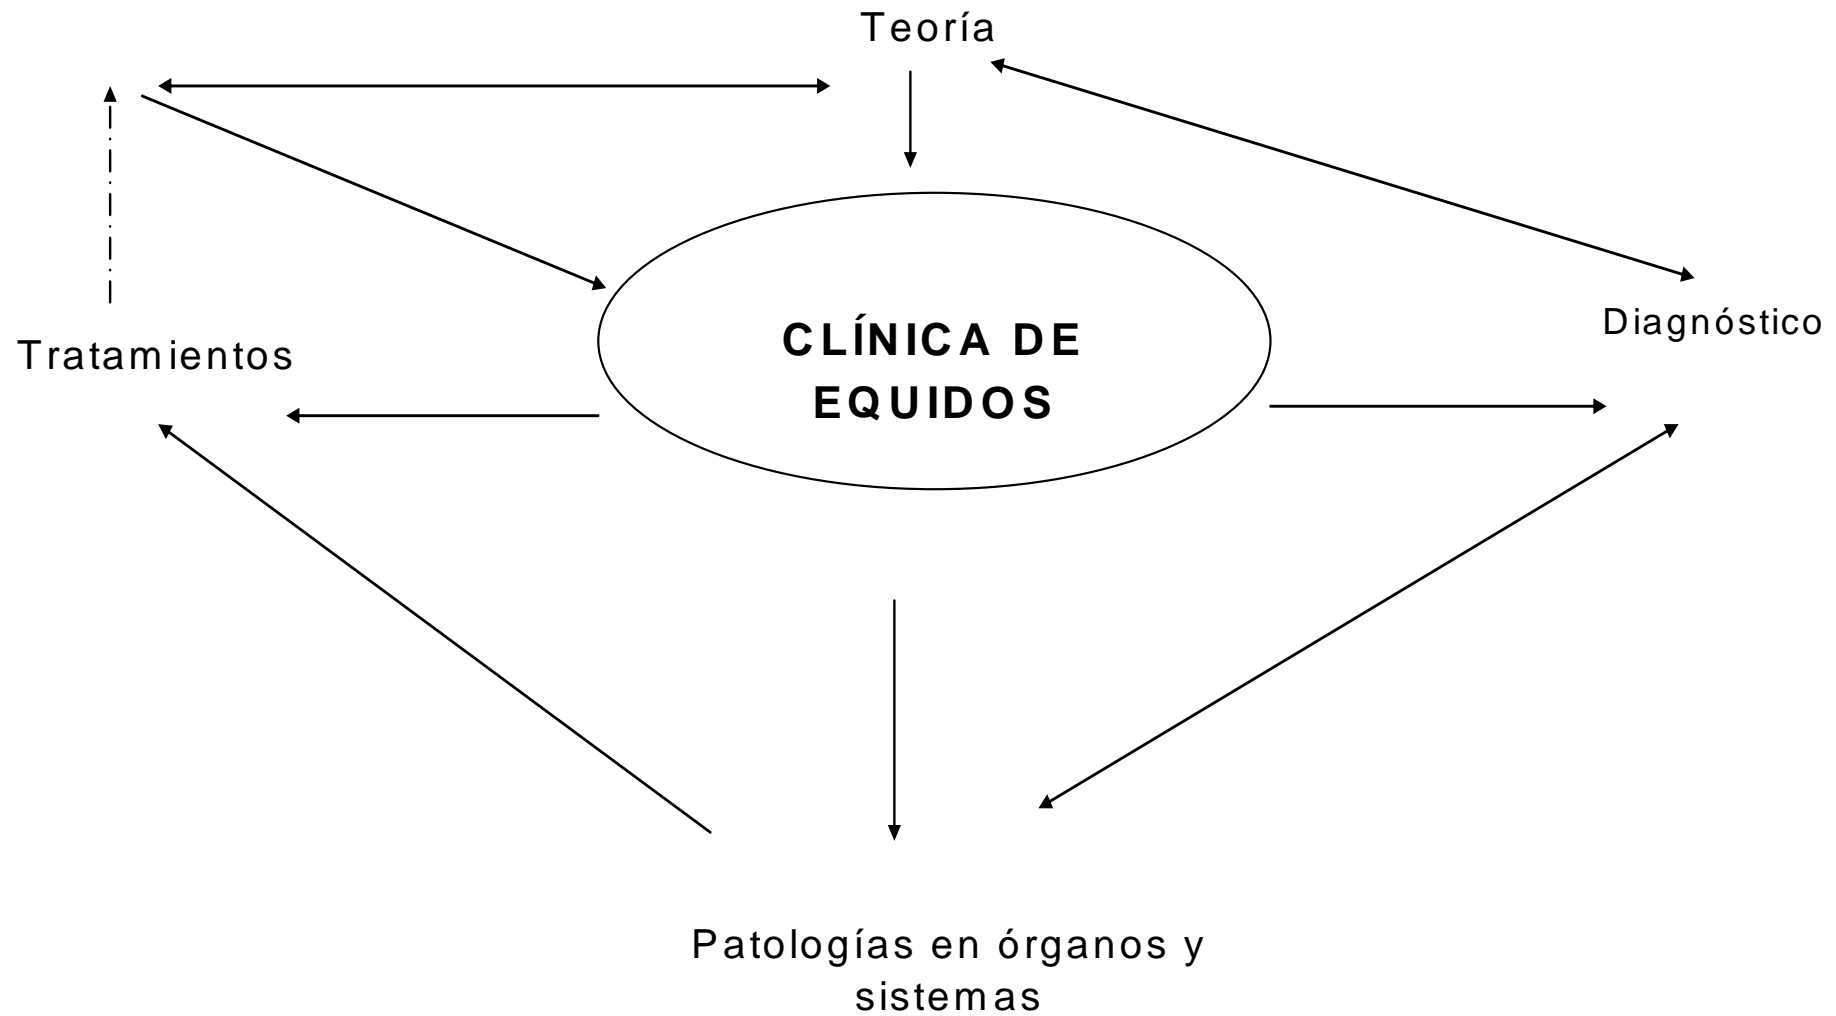 Teoría
Diagnóstico
Tratamientos
CLÍNICA DE
EQUIDOS
Patologías en órganos y
sistemas